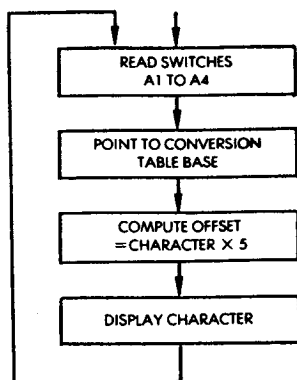 READ SWITCHES
A1 TO A4
POINT TO CONVERSION
TABLE BASE
COMPUTE OFFSET
=CHARACTER × 5
DISPLAY CHARACTER